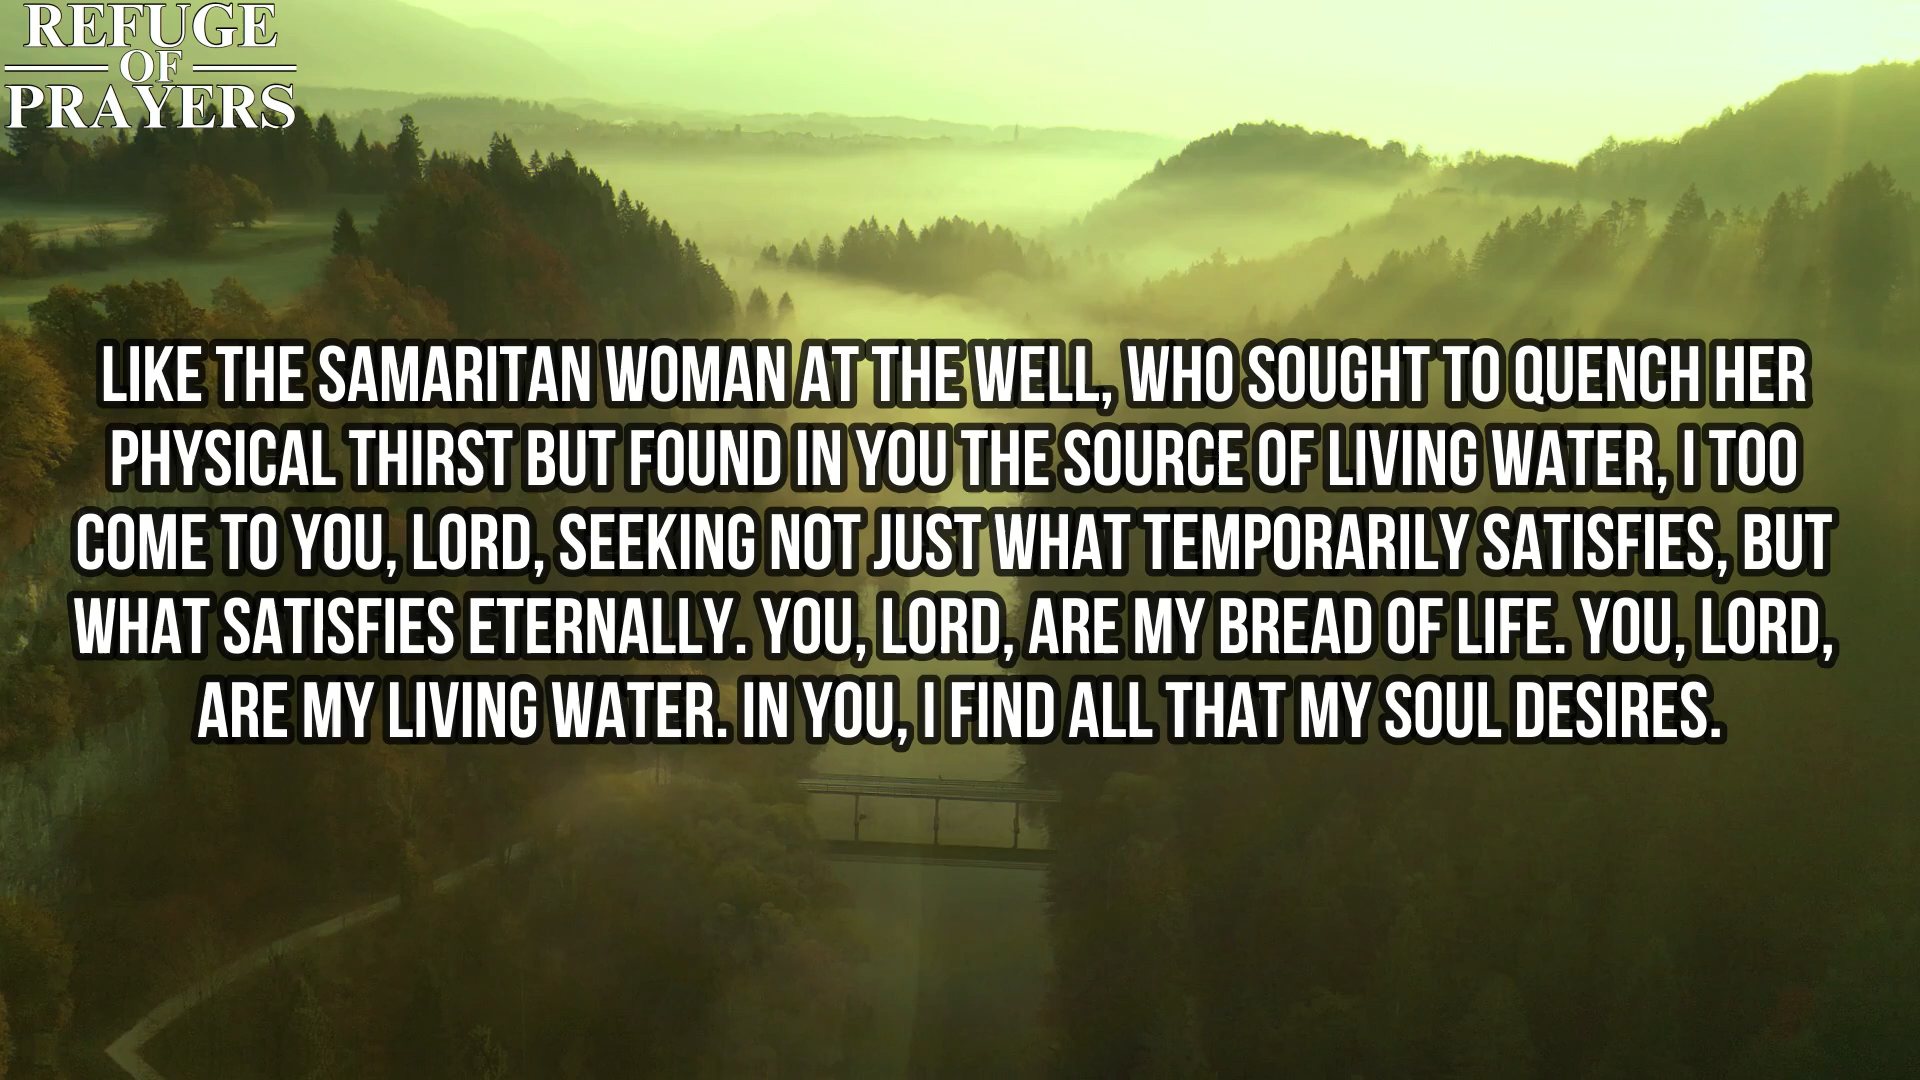 REFUGE
OF
PRAYERS
LIKE THE SAMARITAN WOMAN AT THE WELL, WHO SOUGHT TO QUENCH HER
PHYSICAL THIRST BUT FOUND IN YOU THE SOURCE OF LIVING WATER, I TOO
COME TO YOU, LORD, SEEKING NOT JUST WHAT TEMPORARILY SATISFIES, BUT
WHAT SATISFIES ETERNALLY. YOU, LORD, ARE MY BREAD OF LIFE. YOU, LORD,
ARE MY LIVING WATER. IN YOU, I FIND ALL THAT MY SOUL DESIRES.